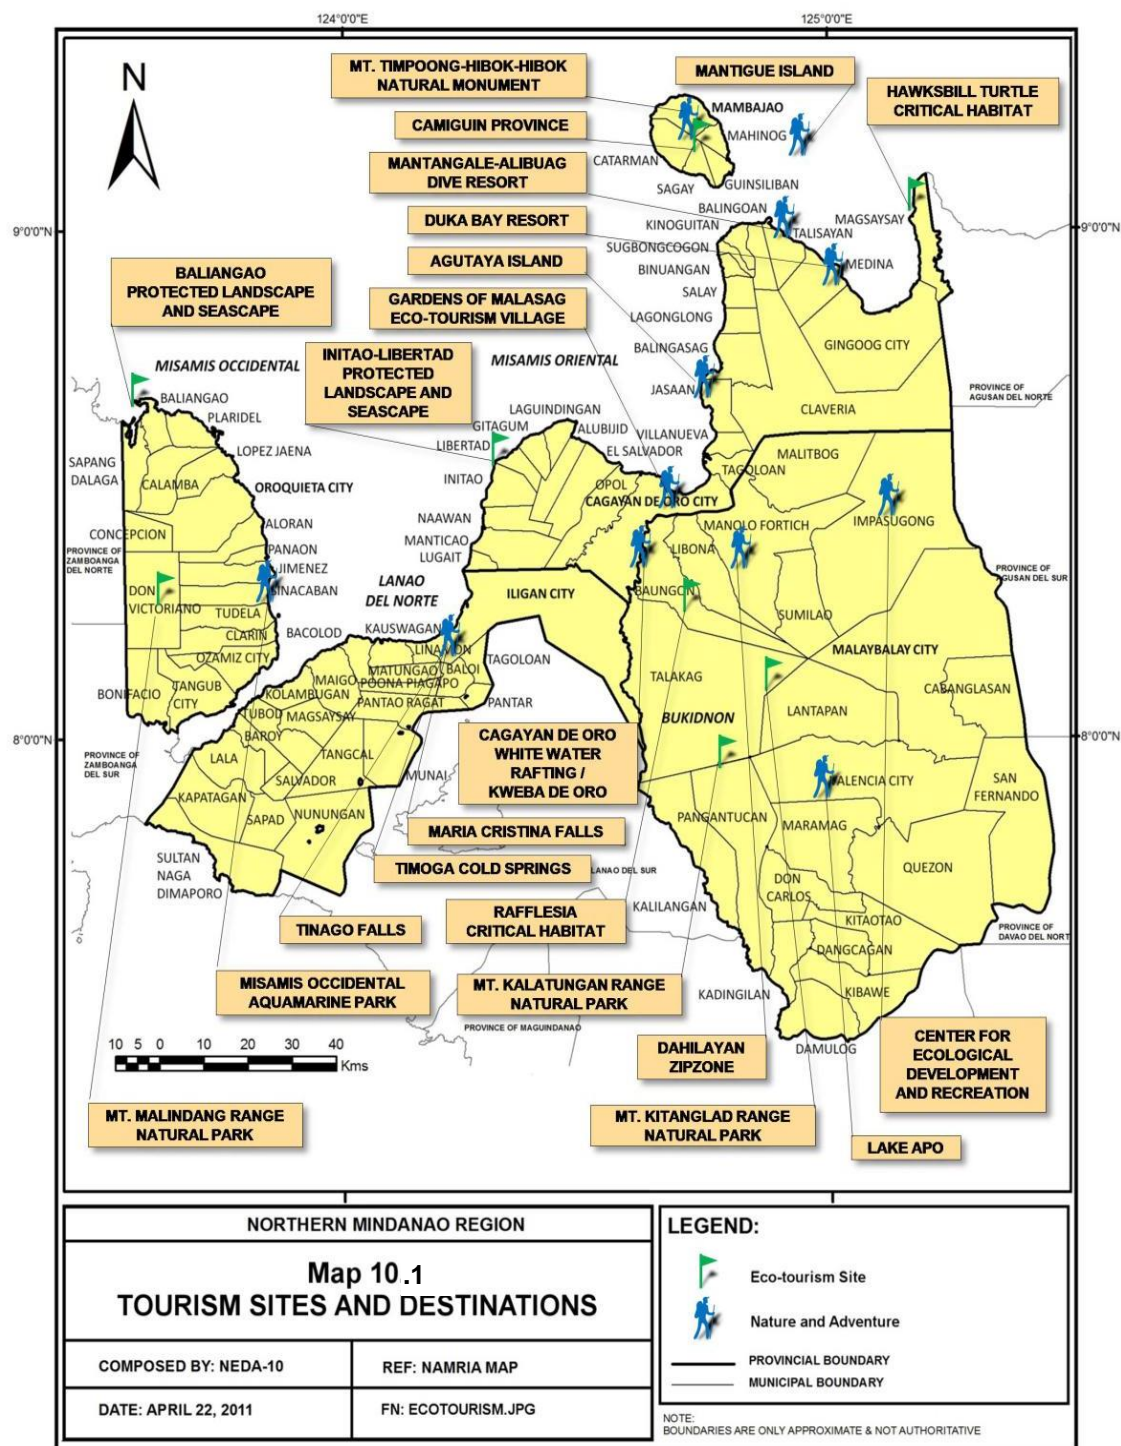 124°0'0"E
125°0'0"E
N
MT. TIMPOONG-HIBOK-HIBOK
NATURAL MONUMENT
MANTIGUE ISLAND
HAWKSBILL TURTLE
CRITICAL HABITAT
CAMIGUIN PROVINCE
MAMBAJAO
MAHINOG
CATARMAN
SAGAY
GUINSILIBAN
MANTANGALE-ALIBUAG
DIVE RESORT
DUKA BAY RESORT
AGUTAYA ISLAND
GARDENS OF MALASAG
ECO-TOURISM VILLAGE
BALINGOAN
KINOGUITAN
TALISAYAN
MAGSAYSAY
SUGBONGCOGON
BINUANGAN
MEDINA
SALAY
LAGONGLONG
BALINGASAG
GINGOOG CITY
JASAAN
CLAVERIA
9°0'0"N
9°0'0"N
BALIANGAO
PROTECTED LANDSCAPE
AND SEASCAPE
INITAO-LIBERTAD
PROTECTED
LANDSCAPE AND
SEASCAPE
MISAMIS OCCIDENTAL
MISAMIS ORIENTAL
PROVINCE OF
AGUSAN DEL NORTE
BALIANGAO
PLARIDEL
LOPEZ JAENA
SAPANG
DALAGA
CALAMBA
OROQUIETA CITY
CONCEPCION
ALORAN
PANAON
JIMENEZ
SINACABAN
PROVINCE OF
ZAMBOANGA
DEL NORTE
DON
VICTORIANO
TUDELA
CLARIN
OZAMIZ CITY
BONIFACIO
TANGUB
CITY
LAGUINDINGAN
GITAGUM
ALUBIJID
LIBERTAD
EL SALVADOR
VILLANUEVA
TAGOLOAN
INITAO
OPOL
CAGAYAN DE ORO CITY
NAAWAN
MANTICAO
LUGAIT
MALITBOG
IMPASUGONG
MANOLO FORTICH
LIBONA
BAUNGON
SUMILAO
PROVINCE OF
AGUSAN DEL SUR
LANAO
DEL NORTE
ILIGAN CITY
BACOLOD
KAUSWAGAN
LINAMON
MATUNGAO
BALOI
TAGOLOAN
MAIGO
POONA PIAGAPO
KOLAMBUGAN
PANTAO RAGAT
PANTAR
TUBOD
MAGSAYSAY
BAROY
TANGCAL
LALA
MUNAI
SALVADOR
KAPATAGAN
SAPAD
NUNUNGAN
SULTAN
NAGA
DIMAPORO
MALAYBALAY CITY
TALAKAG
CABANGLASAN
LANTAPAN
BUKIDNON
8°0'0"N
8°0'0"N
PROVINCE OF
ZAMBOANGA
DEL SUR
VALENCIA CITY
SAN
FERNANDO
PANGANTUCAN
MARAMAG
QUEZON
DON
CARLOS
LANAO DEL SUR
KALILANGAN
KITAOTAO
DANGCAGAN
PROVINCE OF
DAVAO DEL NORT
KADINGILAN
KIBAWE
DAMULOG
PROVINCE OF MAGUINDANAO
CAGAYAN DE ORO
WHITE WATER
RAFTING /
KWEBA DE ORO
MARIA CRISTINA FALLS
TIMOGA COLD SPRINGS
TINAGO FALLS
RAFFLESIA
CRITICAL HABITAT
MISAMIS OCCIDENTAL
AQUAMARINE PARK
MT. KALATUNGAN RANGE
NATURAL PARK
DAHILAYAN
ZIPZONE
CENTER FOR
ECOLOGICAL
DEVELOPMENT
AND RECREATION
MT. MALINDANG RANGE
NATURAL PARK
MT. KITANGLAD RANGE
NATURAL PARK
LAKE APO
10 5 0 10 20 30 40
Kms
NORTHERN MINDANAO REGION
Map 10.1
TOURISM SITES AND DESTINATIONS
COMPOSED BY: NEDA-10
REF: NAMRIA MAP
DATE: APRIL 22, 2011
FN: ECOTOURISM.JPG
LEGEND:
Eco-tourism Site
Nature and Adventure
PROVINCIAL BOUNDARY
MUNICIPAL BOUNDARY
NOTE:
BOUNDARIES ARE ONLY APPROXIMATE & NOT AUTHORITATIVE